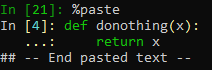 In [21]: %paste
In [4]: def donothing(x):
   ...:     return x
## -- End pasted text --